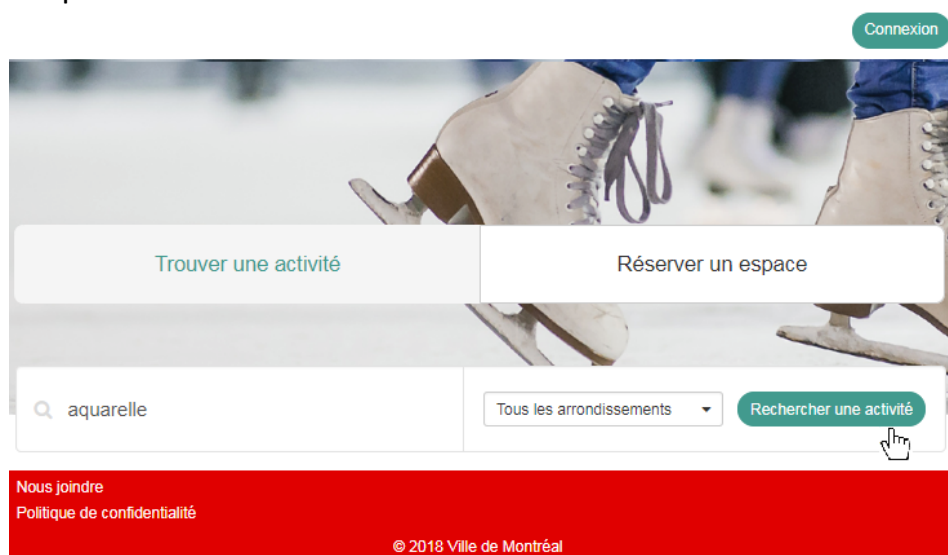 Connexion
Trouver une activité
Réserver un espace
aquarelle
Tous les arrondissements
Rechercher une activité
Nous joindre
Politique de confidentialité
© 2018 Ville de Montréal